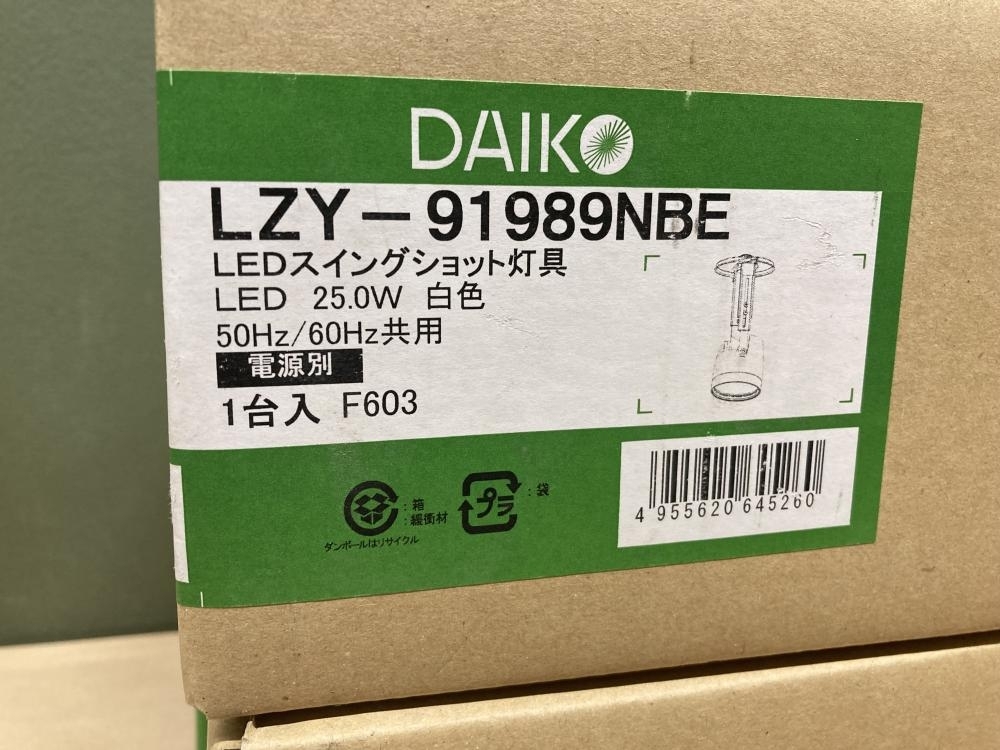 DAIKO
LZY-91989NBE
LEDスイングショット灯具
LED 25.0W 白色
50Hz/60Hz共用
電源別
1台入 F603
:箱
:緩衝材
ダンボールはリサイクル
プラ
:袋
4 955620 645260